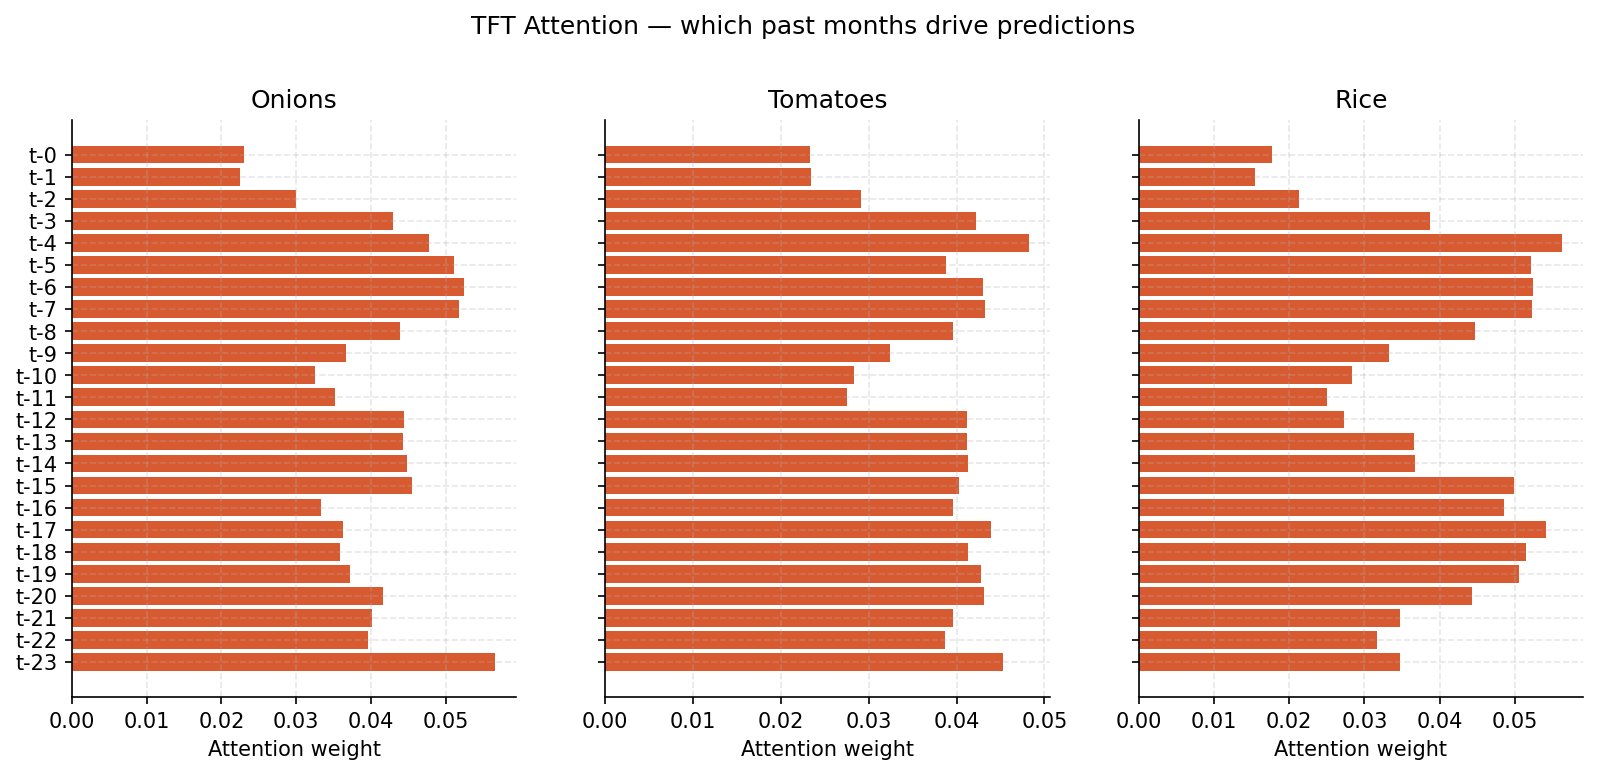 TFT Attention — which past months drive predictions
Onions
Tomatoes
Rice
t-0
t-1
t-2
t-3
t-4
t-5
t-6
t-7
t-8
t-9
t-10
t-11
t-12
t-13
t-14
t-15
t-16
t-17
t-18
t-19
t-20
t-21
t-22
t-23
0.00 0.01 0.02 0.03 0.04 0.05
0.00 0.01 0.02 0.03 0.04 0.05
0.00 0.01 0.02 0.03 0.04 0.05
Attention weight
Attention weight
Attention weight